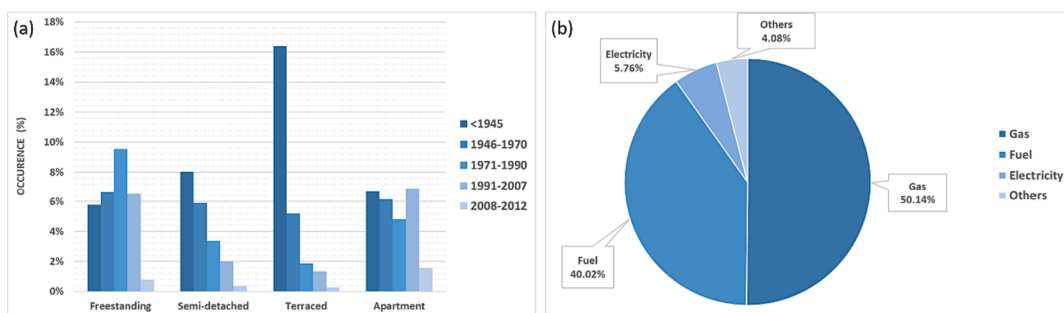 (a)
18%
16%
14%
12%
10%
8%
6%
4%
2%
0%
OCCURENCE (%)
Freestanding Semi-detached Terraced Apartment
<1945
1946-1970
1971-1990
1991-2007
2008-2012
(b)
Others
4.08%
Electricity
5.76%
Gas
50.14%
Fuel
40.02%
Gas
Fuel
Electricity
Others